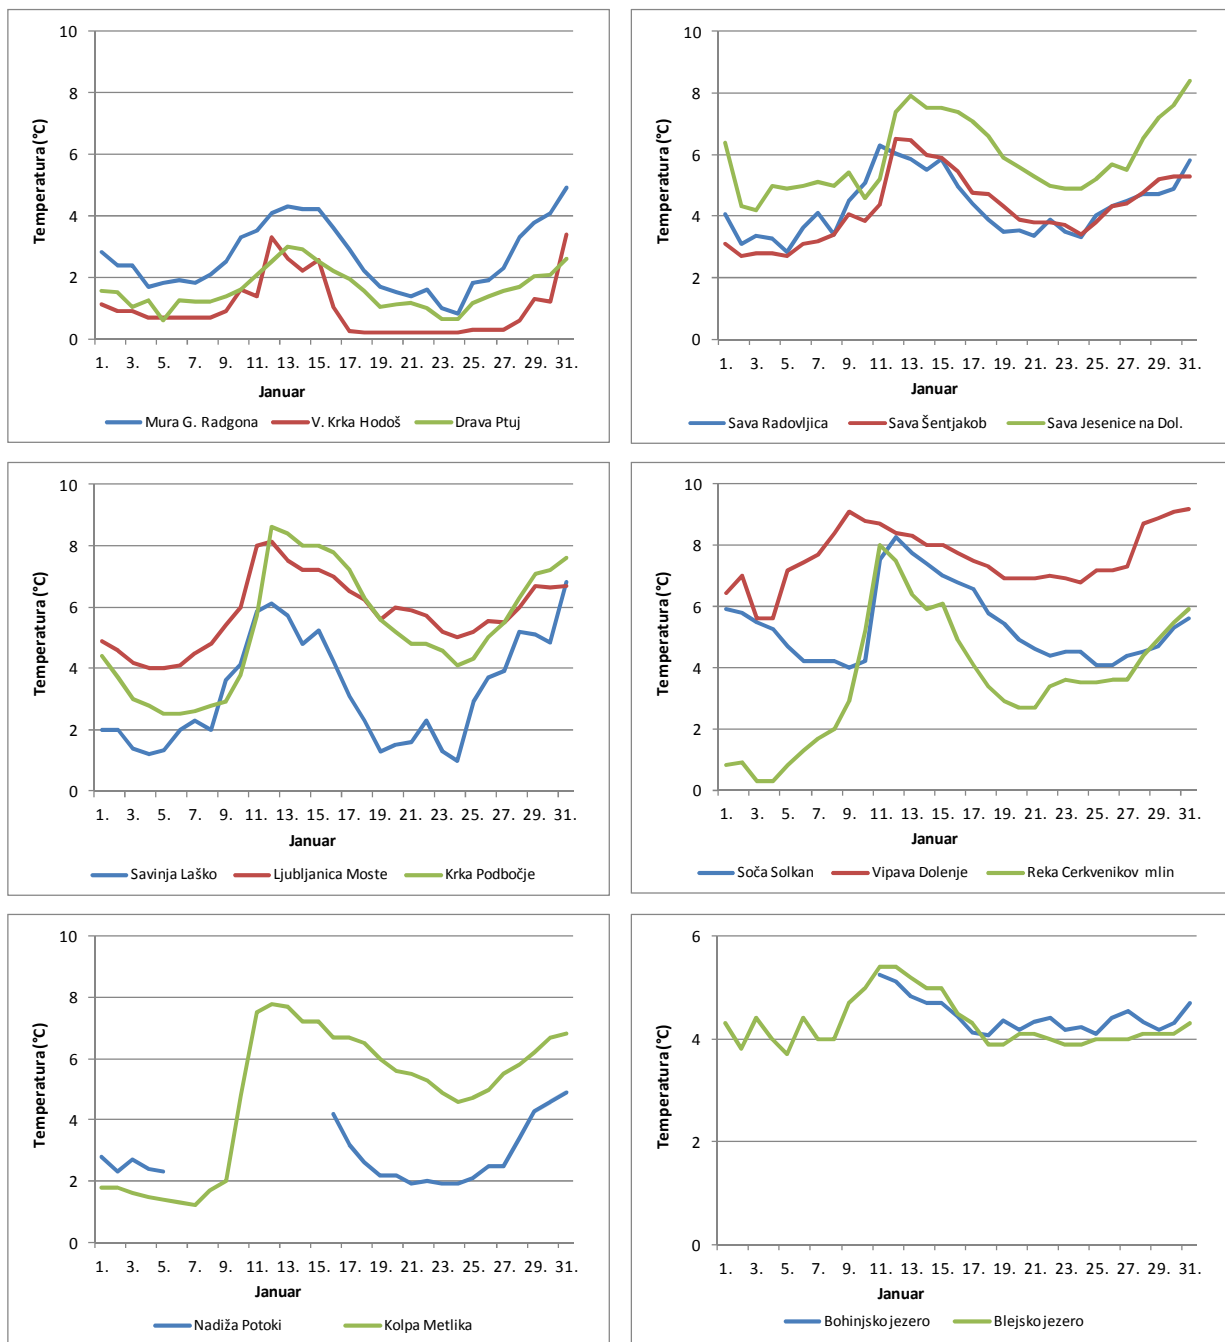 10
8
6
4
2
0
Temperatura (°C)
1. 3. 5. 7. 9. 11. 13. 15. 17. 19. 21. 23. 25. 27. 29. 31.
Januar
Mura G. Radgona V. Krka Hodoš Drava Ptuj
10
8
6
4
2
0
Temperatura (°C)
1. 3. 5. 7. 9. 11. 13. 15. 17. 19. 21. 23. 25. 27. 29. 31.
Januar
Sava Radovljica Sava Šentjakob Sava Jesenice na Dol.
10
8
6
4
2
0
Temperatura (°C)
1. 3. 5. 7. 9. 11. 13. 15. 17. 19. 21. 23. 25. 27. 29. 31.
Januar
Savinja Laško Ljubljanica Moste Krka Podbočje
10
8
6
4
2
0
Temperatura (°C)
1. 3. 5. 7. 9. 11. 13. 15. 17. 19. 21. 23. 25. 27. 29. 31.
Januar
Soča Solkan Vipava Dolenje Reka Cerkvenikov mlin
10
8
6
4
2
0
Temperatura (°C)
1. 3. 5. 7. 9. 11. 13. 15. 17. 19. 21. 23. 25. 27. 29. 31.
Januar
Nadiža Potoki Kolpa Metlika
6
4
2
0
Temperatura (°C)
1. 3. 5. 7. 9. 11. 13. 15. 17. 19. 21. 23. 25. 27. 29. 31.
Januar
Bohinjsko jezero Blejsko jezero